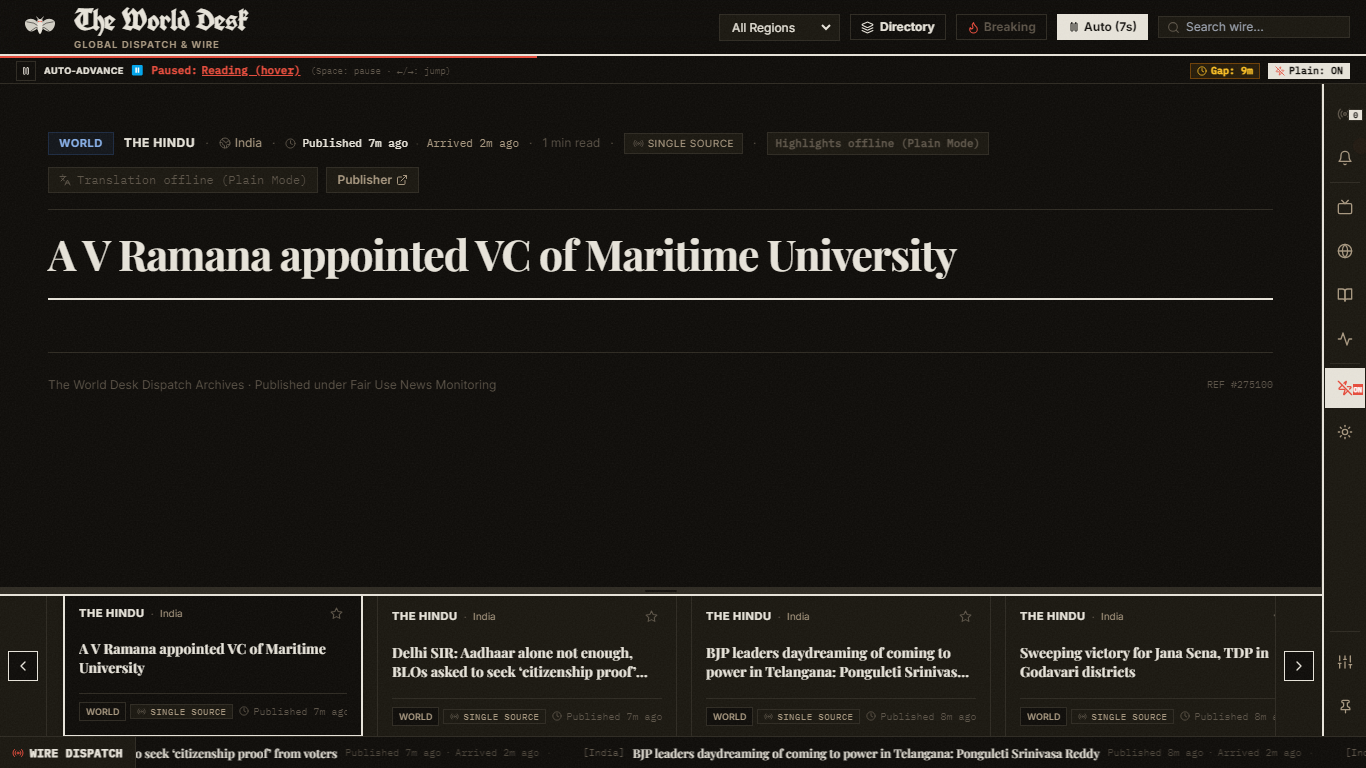 The World Desk
GLOBAL DISPATCH & WIRE
All Regions
Directory
Breaking
Auto (7s)
Search wire...
AUTO-ADVANCE
Paused: Reading (hover)
(Space: pause · ←/→: jump)
Gap: 9m
Plain: ON
0
WORLD THE HINDU · India · Published 7m ago · Arrived 2m ago · 1 min read · SINGLE SOURCE · Highlights offline (Plain Mode)
Translation offline (Plain Mode) Publisher
A V Ramana appointed VC of Maritime University
The World Desk Dispatch Archives · Published under Fair Use News Monitoring
REF #275100
THE HINDU · India
A V Ramana appointed VC of Maritime
University
WORLD SINGLE SOURCE Published 7m ago
THE HINDU · India
Delhi SIR: Aadhaar alone not enough,
BLOs asked to seek ‘citizenship proof’...
WORLD SINGLE SOURCE Published 7m ago
THE HINDU · India
BJP leaders daydreaming of coming to
power in Telangana: Ponguleti Srinivas...
WORLD SINGLE SOURCE Published 8m ago
THE HINDU · India
Sweeping victory for Jana Sena, TDP in
Godavari districts
WORLD SINGLE SOURCE Published 8m
WIRE DISPATCH
o seek ‘citizenship proof’ from voters Published 7m ago · Arrived 2m ago · [India] BJP leaders daydreaming of coming to power in Telangana: Ponguleti Srinivasa Reddy Published 8m ago · Arrived 2m ago ·